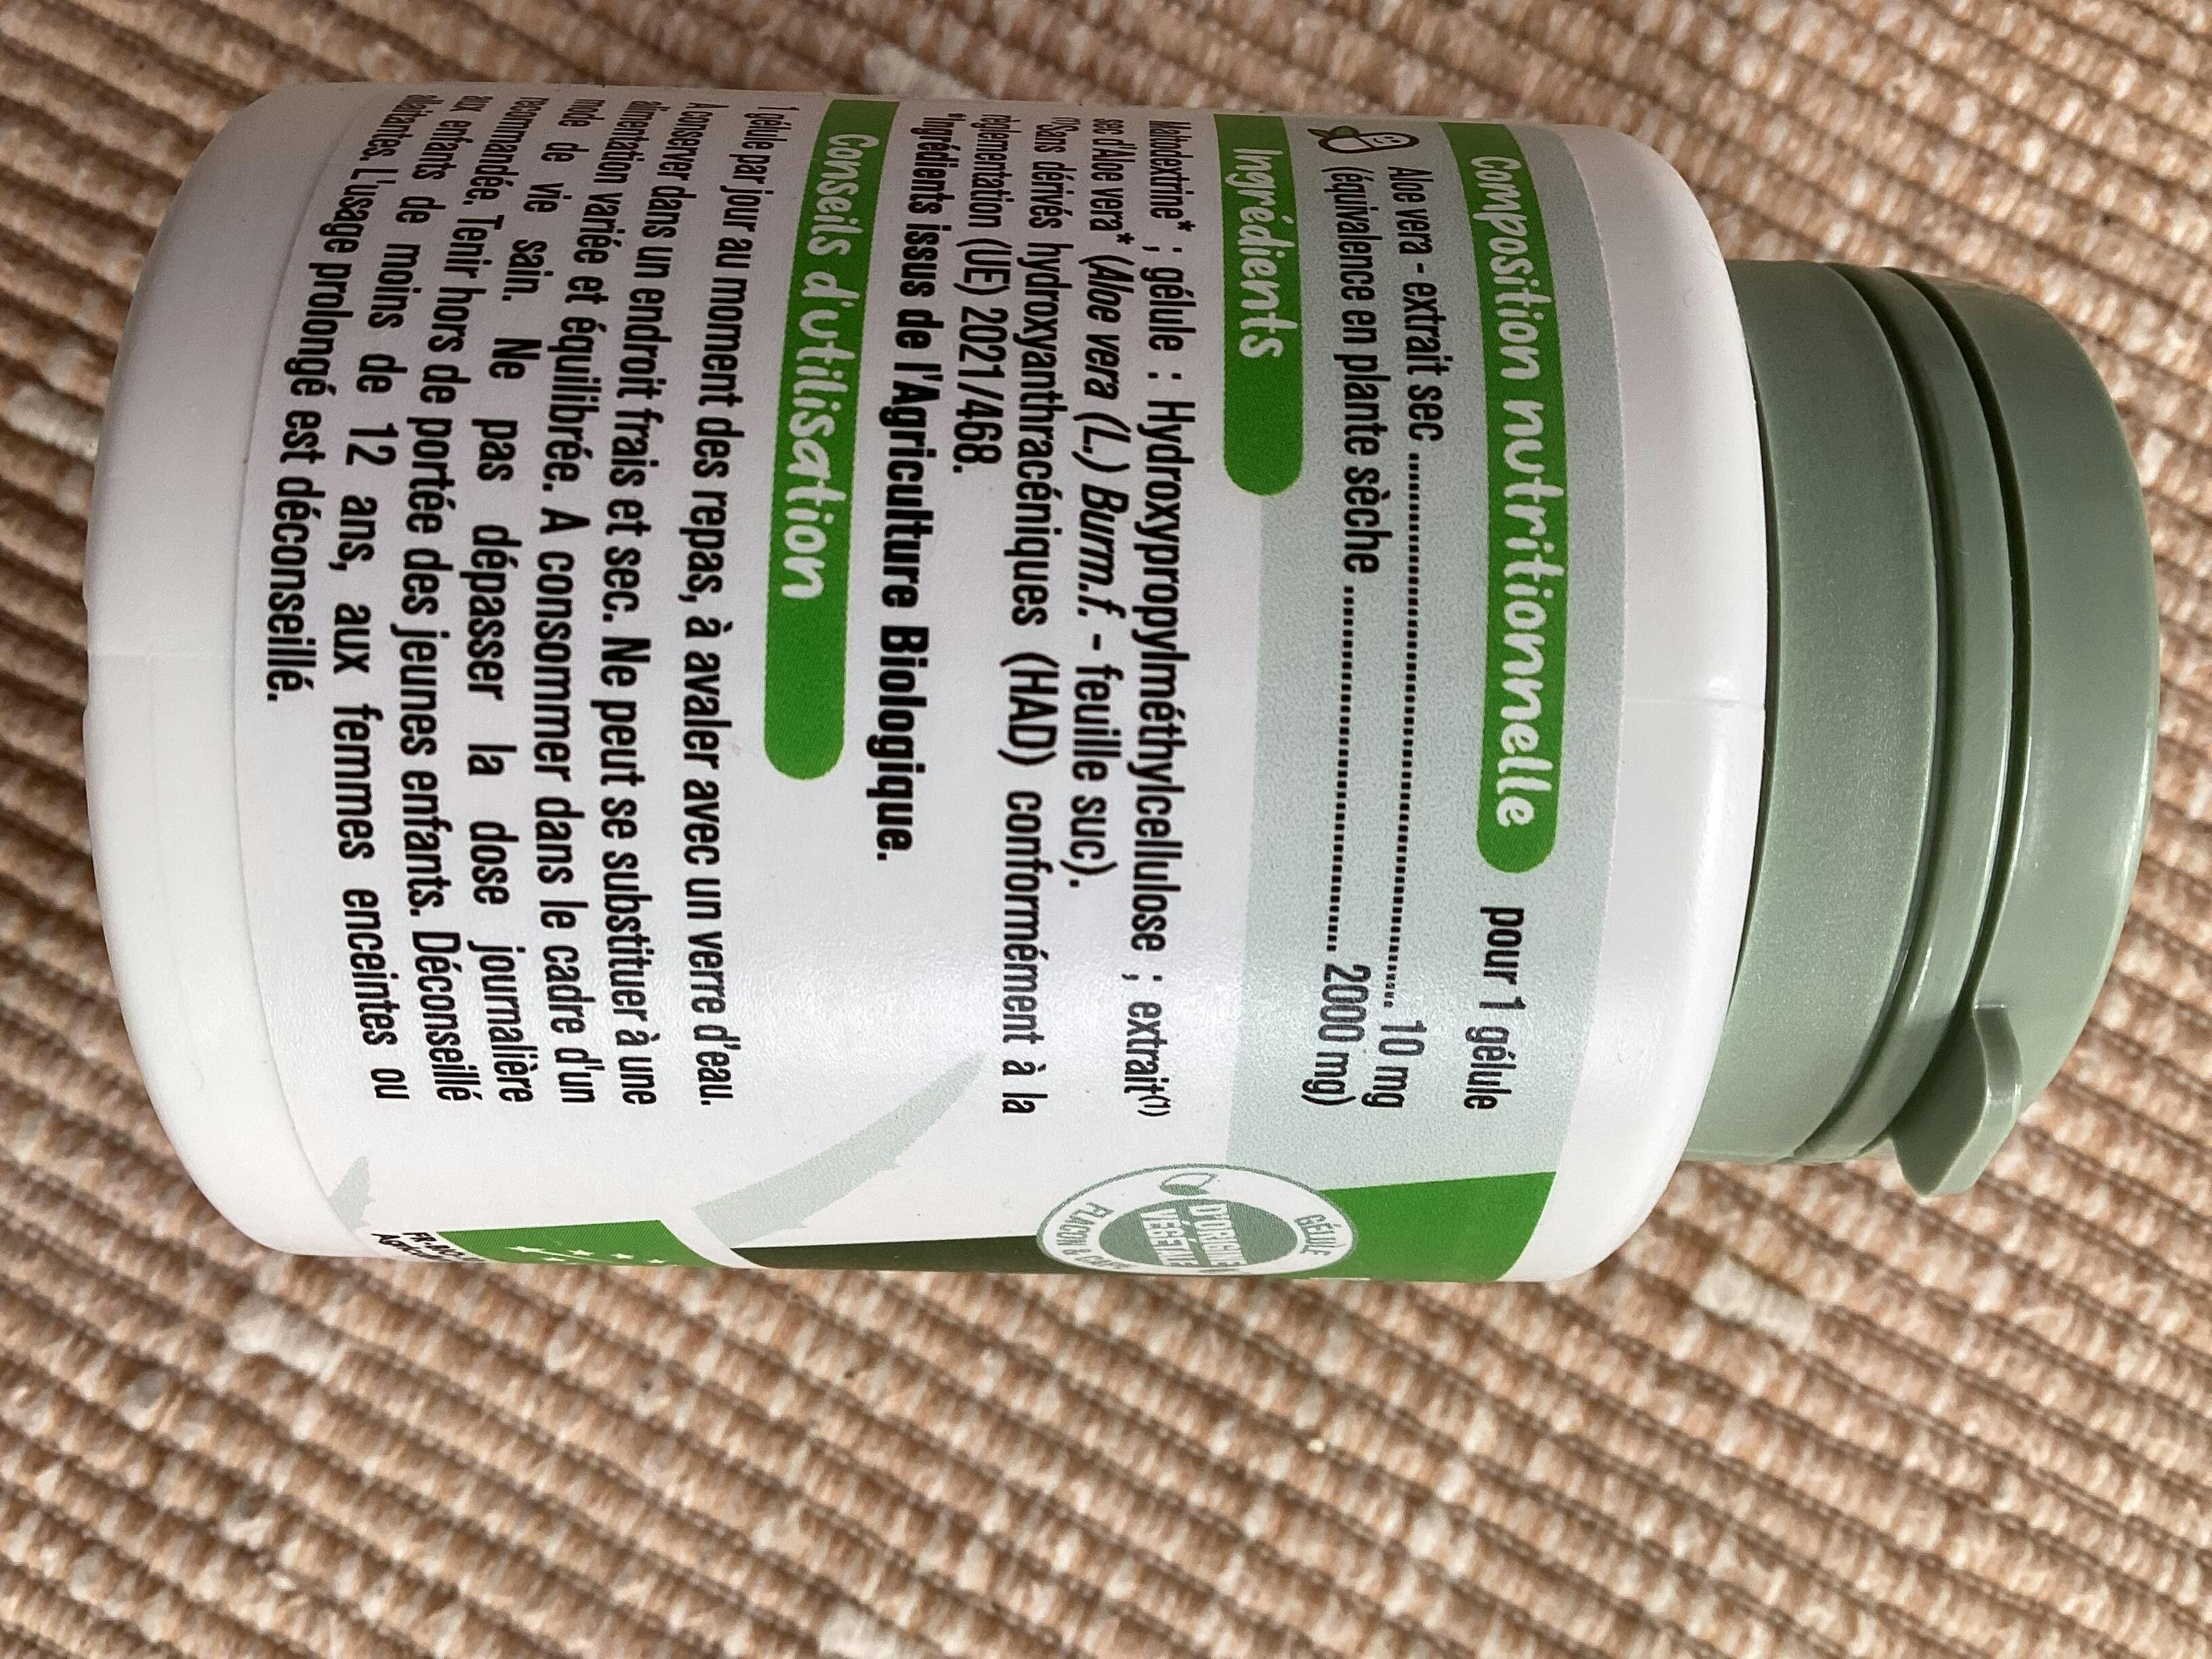 Composition nutritionnelle pour 1 gélule
Aloe vera - extrait sec ........................ 10 mg
(équivalence en plante sèche ........................ 2000 mg)
Ingrédients
Maltodextrine* ; gélule : Hydroxypropylméthylcellulose ; extrait(1)
sec d'Aloe vera* (Aloe vera (L.) Burm.f. - feuille suc).
(1)Sans dérivés hydroxyanthracéniques (HAD) conformément à la
règlementation (UE) 2021/468.
*Ingrédients issus de l'Agriculture Biologique.
Conseils d'utilisation
1 gélule par jour au moment des repas, à avaler avec un verre d'eau.
A conserver dans un endroit frais et sec. Ne peut se substituer à une
alimentation variée et équilibrée. A consommer dans le cadre d'un
mode de vie sain. Ne pas dépasser la dose journalière
recommandée. Tenir hors de portée des jeunes enfants. Déconseillé
aux enfants de moins de 12 ans, aux femmes enceintes ou
allaitantes. L'usage prolongé est déconseillé.
GÉLULE
D'ORIGINE
VÉGÉTALE
FLACON &